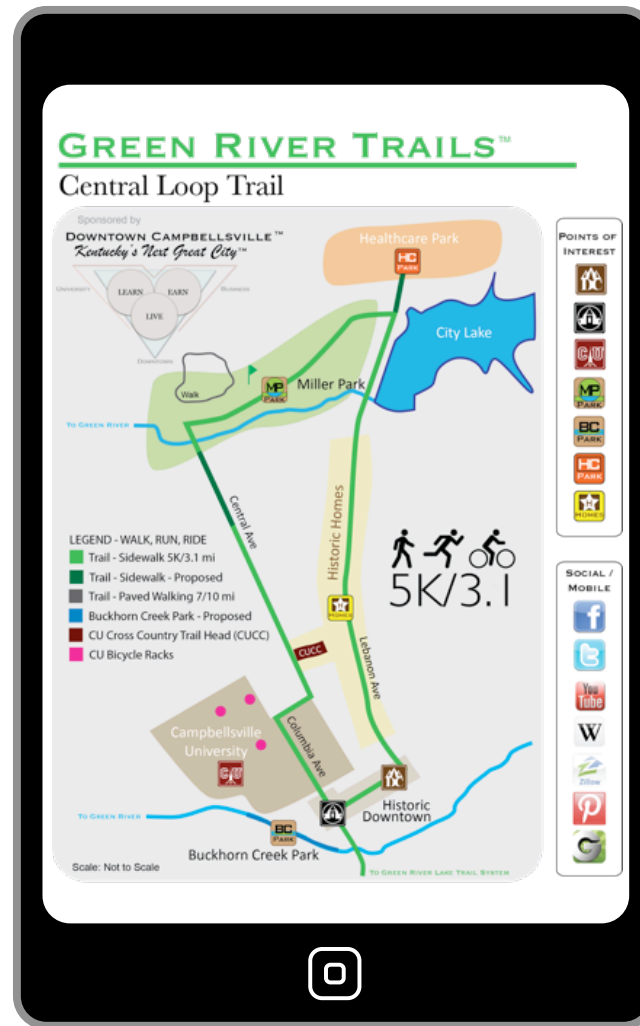 GREEN RIVER TRAILS™
Central Loop Trail
Sponsored by
DOWNTOWN CAMPBELLSVILLE™
Kentucky's Next Great City™
UNIVERSITY
BUSINESS
LEARN
EARN
LIVE
DOWNTOWN
Healthcare Park
HC
PARK
City Lake
Walk
MP
PARK
Miller Park
TO GREEN RIVER
Central Ave
Historic Homes
LEGEND - WALK, RUN, RIDE
Trail - Sidewalk 5K/3.1 mi
Trail - Sidewalk - Proposed
Trail - Paved Walking 7/10 mi
Buckhorn Creek Park - Proposed
CU Cross Country Trail Head (CUCC)
CU Bicycle Racks
5K/3.1
HOMES
CUCC
Lebanon Ave
Campbellsville
University
CU
Columbia Ave
Historic
Downtown
TO GREEN RIVER
BC
PARK
Buckhorn Creek Park
Scale: Not to Scale
TO GREEN RIVER LAKE TRAIL SYSTEM
POINTS OF
INTEREST
CU
MP
PARK
BC
PARK
HC
PARK
H
HOMES
SOCIAL /
MOBILE
f
t
You
Tube
W
Zillow
P